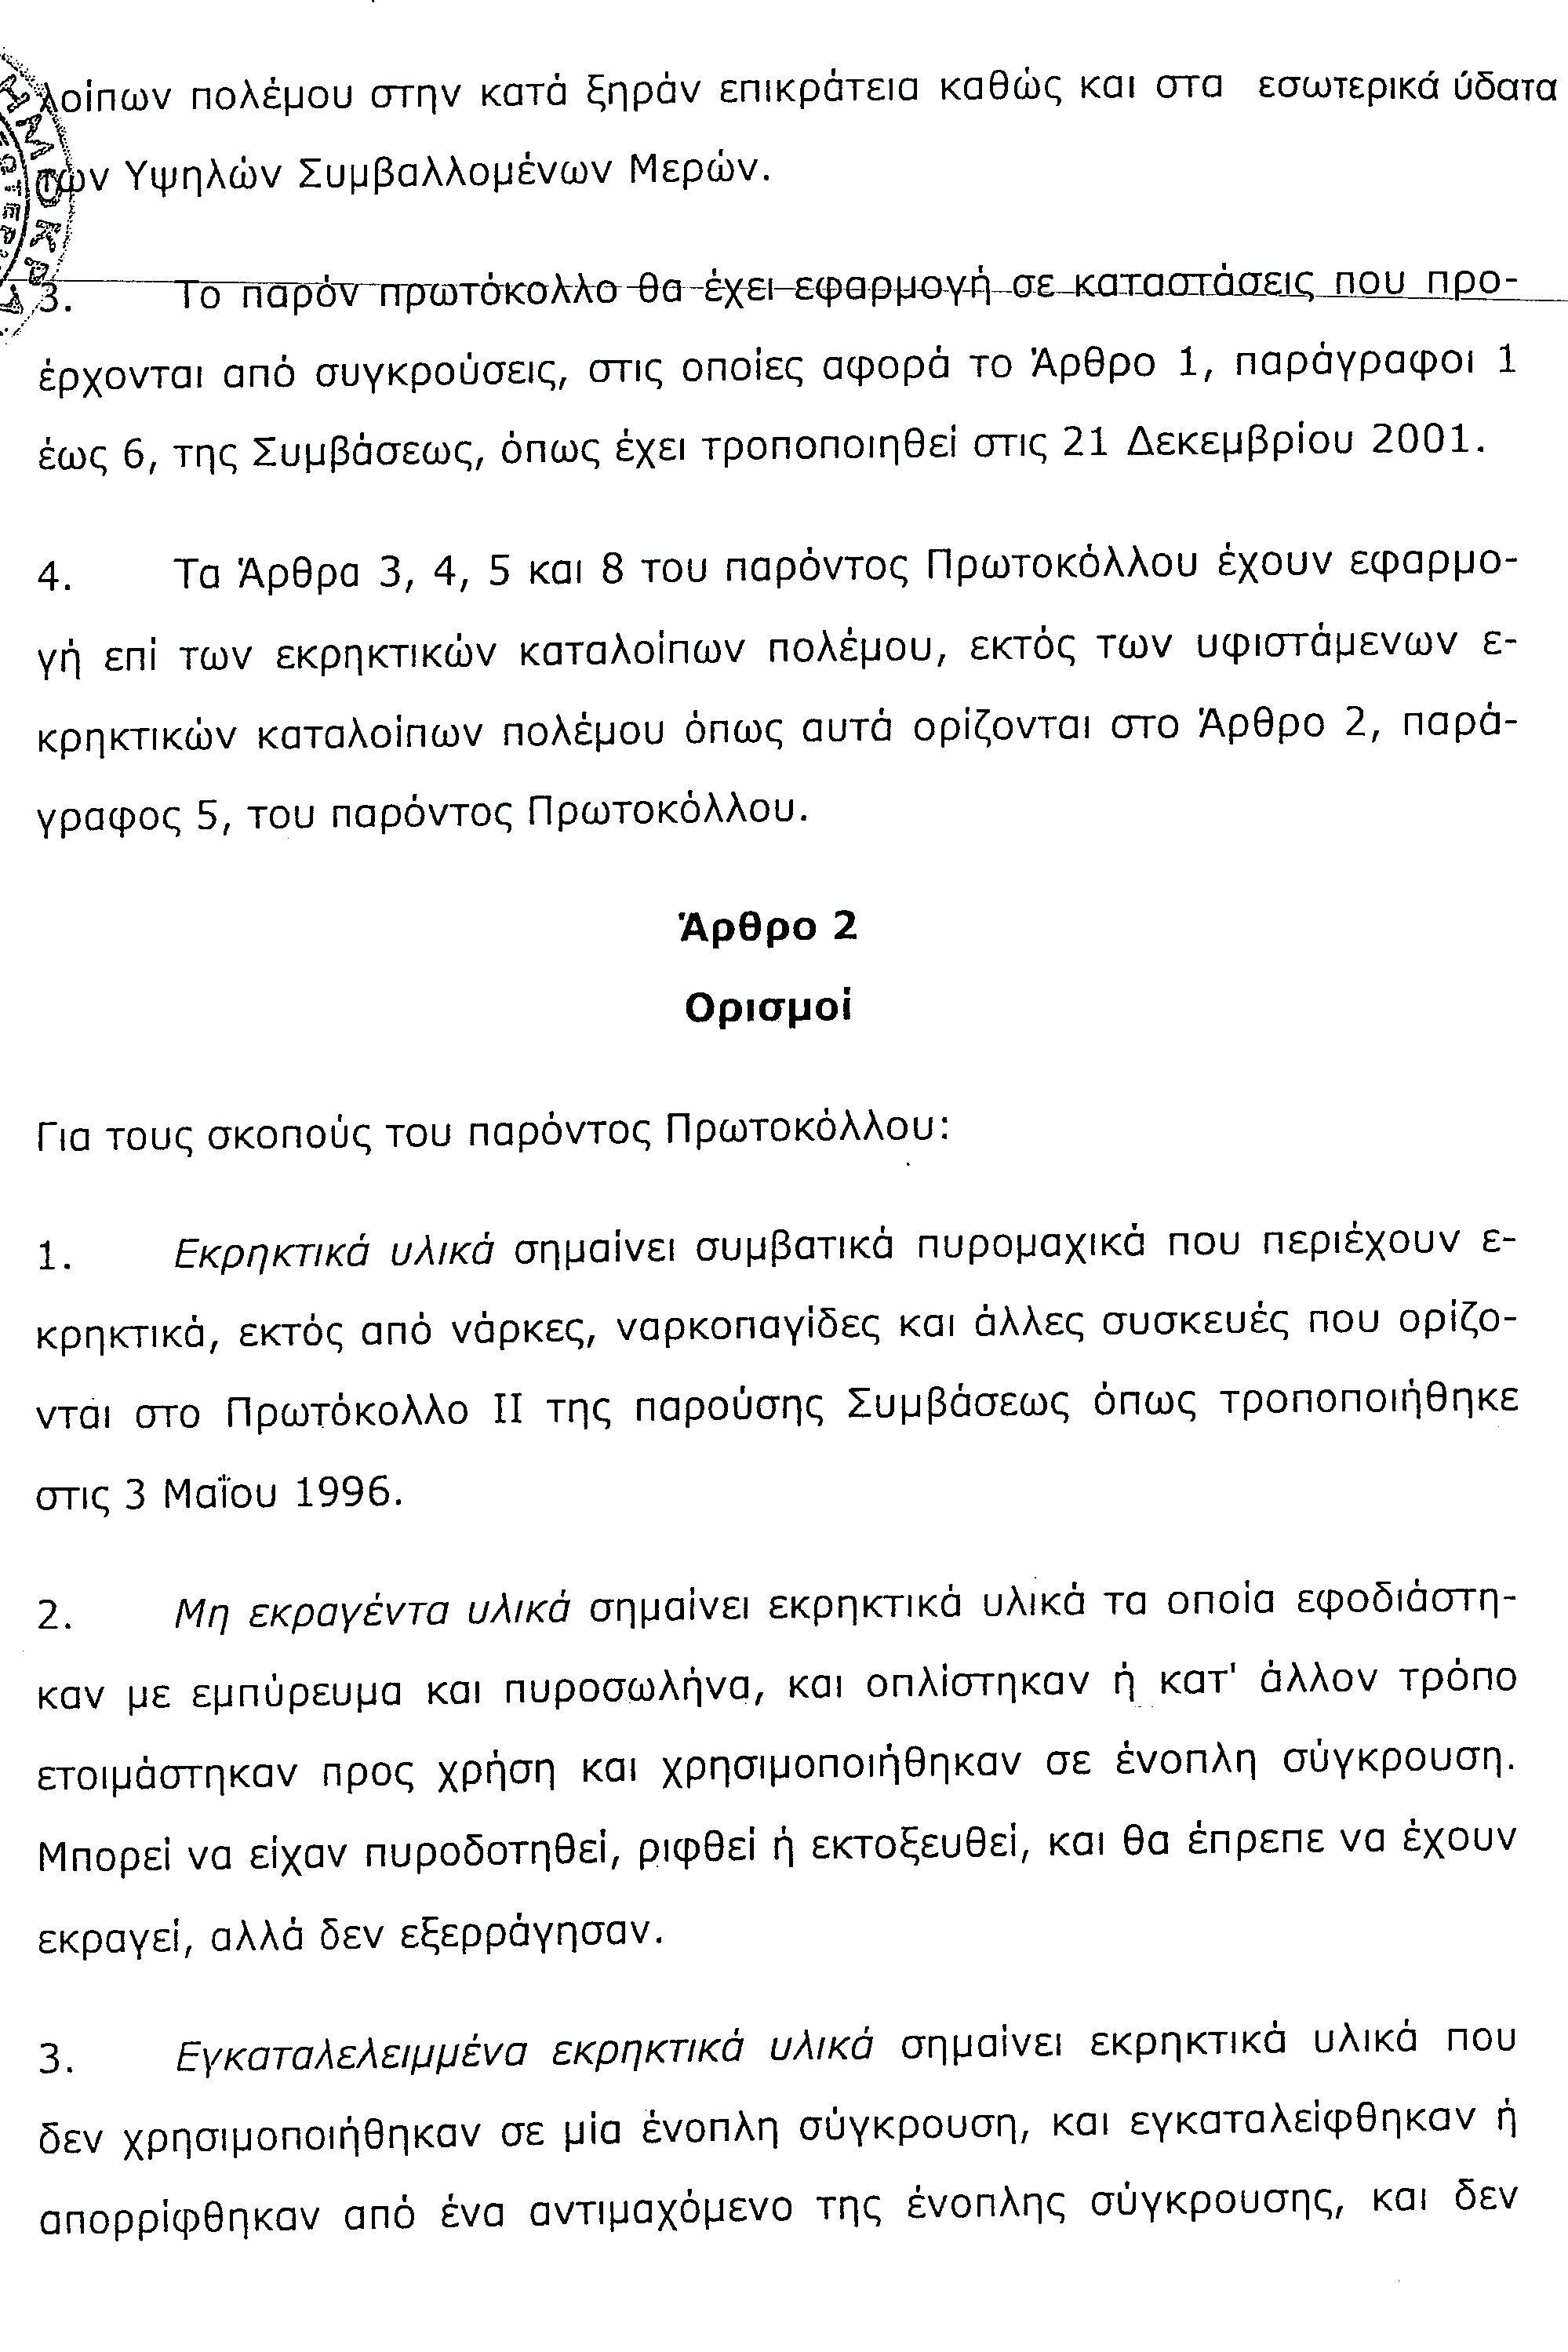 λοίπων πολέμου στην κατά ξηράν επικράτεια καθώς και στα εσωτερικά ύδατα
των Υψηλών Συμβαλλομένων Μερών.
3. Το παρόν πρωτόκολλο θα έχει εφαρμογή σε καταστάσεις που προ-
έρχονται από συγκρούσεις, στις οποίες αφορά το Άρθρο 1, παράγραφοι 1
έως 6, της Συμβάσεως, όπως έχει τροποποιηθεί στις 21 Δεκεμβρίου 2001.
4. Τα Άρθρα 3, 4, 5 και 8 του παρόντος Πρωτοκόλλου έχουν εφαρμο-
γή επί των εκρηκτικών καταλοίπων πολέμου, εκτός των υφιστάμενων ε-
κρηκτικών καταλοίπων πολέμου όπως αυτά ορίζονται στο Άρθρο 2, παρά-
γραφος 5, του παρόντος Πρωτοκόλλου.
Άρθρο 2
Ορισμοί
Για τους σκοπούς του παρόντος Πρωτοκόλλου:
1. Εκρηκτικά υλικά σημαίνει συμβατικά πυρομαχικά που περιέχουν ε-
κρηκτικά, εκτός από νάρκες, ναρκοπαγίδες και άλλες συσκευές που ορίζο-
νται στο Πρωτόκολλο II της παρούσης Συμβάσεως όπως τροποποιήθηκε
στις 3 Μαΐου 1996.
2. Μη εκραγέντα υλικά σημαίνει εκρηκτικά υλικά τα οποία εφοδιάστη-
καν με εμπύρευμα και πυροσωλήνα, και οπλίστηκαν ή κατ' άλλον τρόπο
ετοιμάστηκαν προς χρήση και χρησιμοποιήθηκαν σε ένοπλη σύγκρουση.
Μπορεί να είχαν πυροδοτηθεί, ριφθεί ή εκτοξευθεί, και θα έπρεπε να έχουν
εκραγεί, αλλά δεν εξερράγησαν.
3. Εγκαταλελειμμένα εκρηκτικά υλικά σημαίνει εκρηκτικά υλικά που
δεν χρησιμοποιήθηκαν σε μία ένοπλη σύγκρουση, και εγκαταλείφθηκαν ή
απορρίφθηκαν από ένα αντιμαχόμενο της ένοπλης σύγκρουσης, και δεν